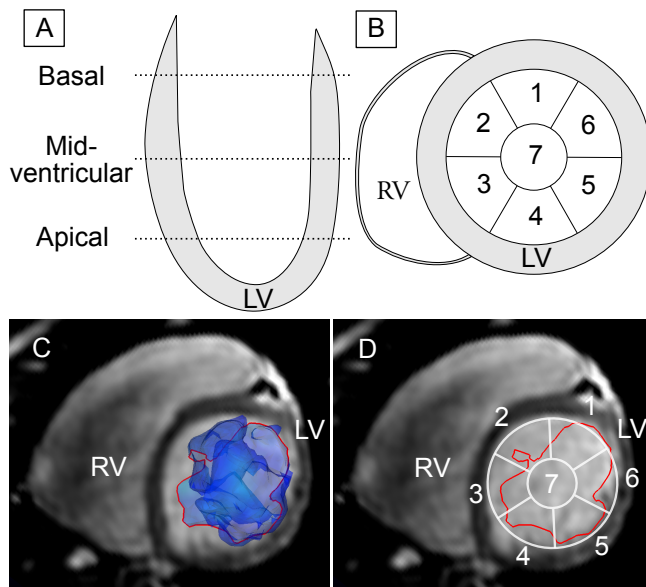 A
B
Basal
Mid-
ventricular
Apical
LV
RV
1
2
6
7
3
5
4
LV
C
RV
LV
D
RV
LV
1
2
6
7
3
5
4